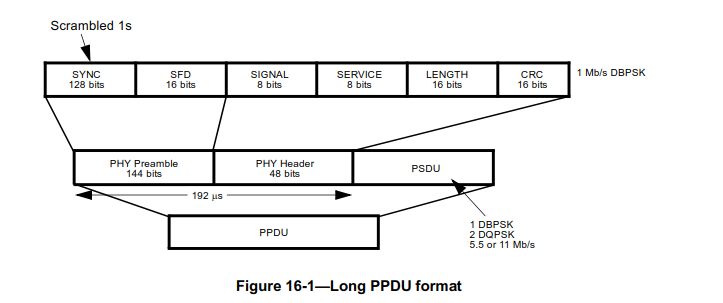 Scrambled 1s
SYNC
128 bits
SFD
16 bits
SIGNAL
8 bits
SERVICE
8 bits
LENGTH
16 bits
CRC
16 bits
1 Mb/s DBPSK
PHY Preamble
144 bits
PHY Header
48 bits
PSDU
192 μs
PPDU
1 DBPSK
2 DQPSK
5.5 or 11 Mb/s
Figure 16-1—Long PPDU format